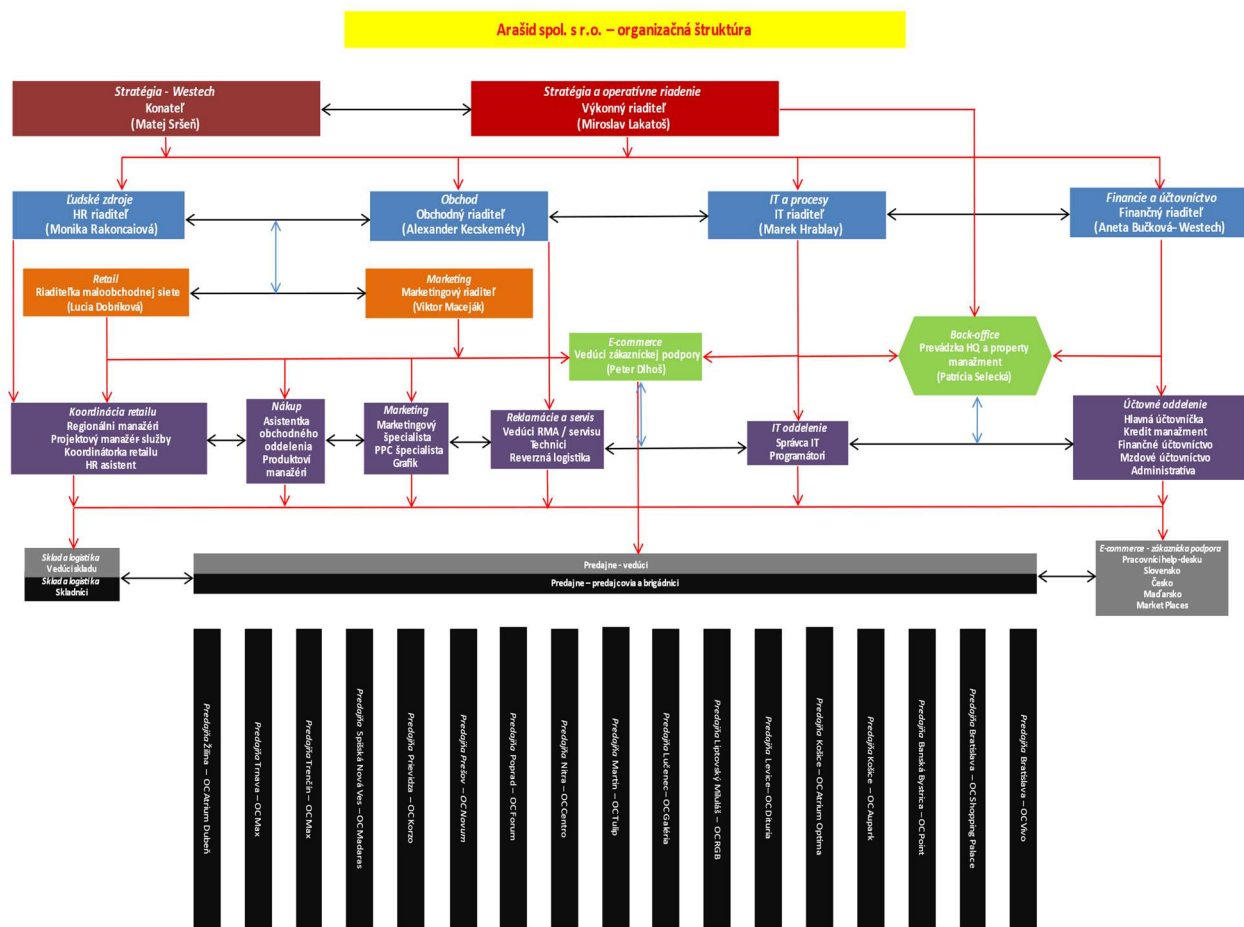 Arašid spol. s r.o. – organizačná štruktúra
Stratégia - Westech
Konateľ
(Matej Sršeň)
Stratégia a operatívne riadenie
Výkonný riaditeľ
(Miroslav Lakatoš)
Ľudské zdroje
HR riaditeľ
(Monika Rakoncaiová)
Obchod
Obchodný riaditeľ
(Alexander Kecskeméty)
IT a procesy
IT riaditeľ
(Marek Hrablay)
Financie a účtovníctvo
Finančný riaditeľ
(Aneta Bučková- Westech)
Retail
Riaditeľka maloobchodnej siete
(Lucia Dobríková)
Marketing
Marketingový riaditeľ
(Viktor Maceják)
E-commerce
Vedúci zákazníckej podpory
(Peter Dlhoš)
Back-office
Prevádzka HQ a property
manažment
(Patrícia Selecká)
Koordinácia retailu
Regionálni manažéri
Projektový manažér služby
Koordinátorka retailu
HR asistent
Nákup
Asistentka
obchodného
oddelenia
Produktoví
manažéri
Marketing
Marketingový
špecialista
PPC špecialista
Grafik
Reklamácie a servis
Vedúci RMA / servisu
Technici
Reverzná logistika
IT oddelenie
Správca IT
Programátori
Účtovné oddelenie
Hlavná účtovníčka
Kredit manažment
Finančné účtovníctvo
Mzdové účtovníctvo
Administratíva
Sklad a logistika
Vedúci skladu
Sklad a logistika
Skladníci
Predajne - vedúci
Predajne – predajcovia a brigádnici
E-commerce - zákaznícka podpora
Pracovníci help-desku
Slovensko
Česko
Maďarsko
Market Places
Predajňa Žilina – OC Atrium Dubeň
Predajňa Trnava – OC Max
Predajňa Trenčín – OC Max
Predajňa Spišská Nová Ves – OC Madaras
Predajňa Prievidza – OC Korzo
Predajňa Prešov – OC Novum
Predajňa Poprad – OC Forum
Predajňa Nitra – OC Centro
Predajňa Martin – OC Tulip
Predajňa Lučenec – OC Galéria
Predajňa Liptovský Mikuláš – OC RGB
Predajňa Levice – OC Dituria
Predajňa Košice – OC Atrium Optima
Predajňa Košice – OC Aupark
Predajňa Banská Bystrica – OC Point
Predajňa Bratislava – OC Shopping Palace
Predajňa Bratislava – OC Vivo